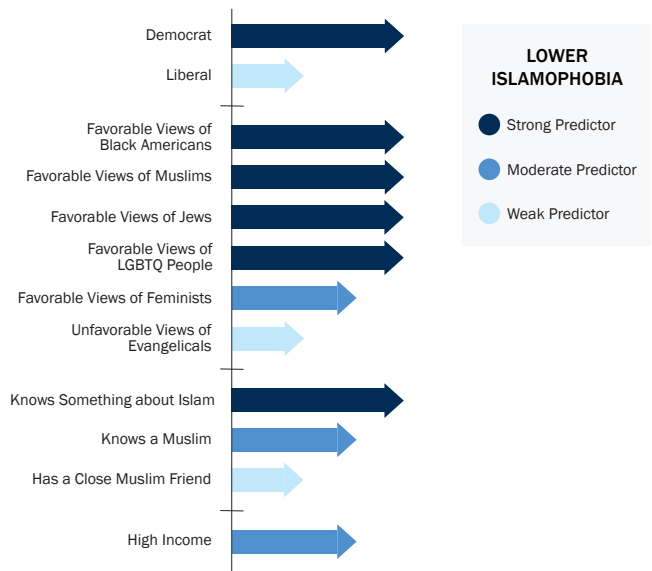 Democrat
Liberal
Favorable Views of
Black Americans
Favorable Views of Muslims
Favorable Views of Jews
Favorable Views of
LGBTQ People
Favorable Views of Feminists
Unfavorable Views of
Evangelicals
Knows Something about Islam
Knows a Muslim
Has a Close Muslim Friend
High Income
LOWER
ISLAMOPHOBIA
Strong Predictor
Moderate Predictor
Weak Predictor